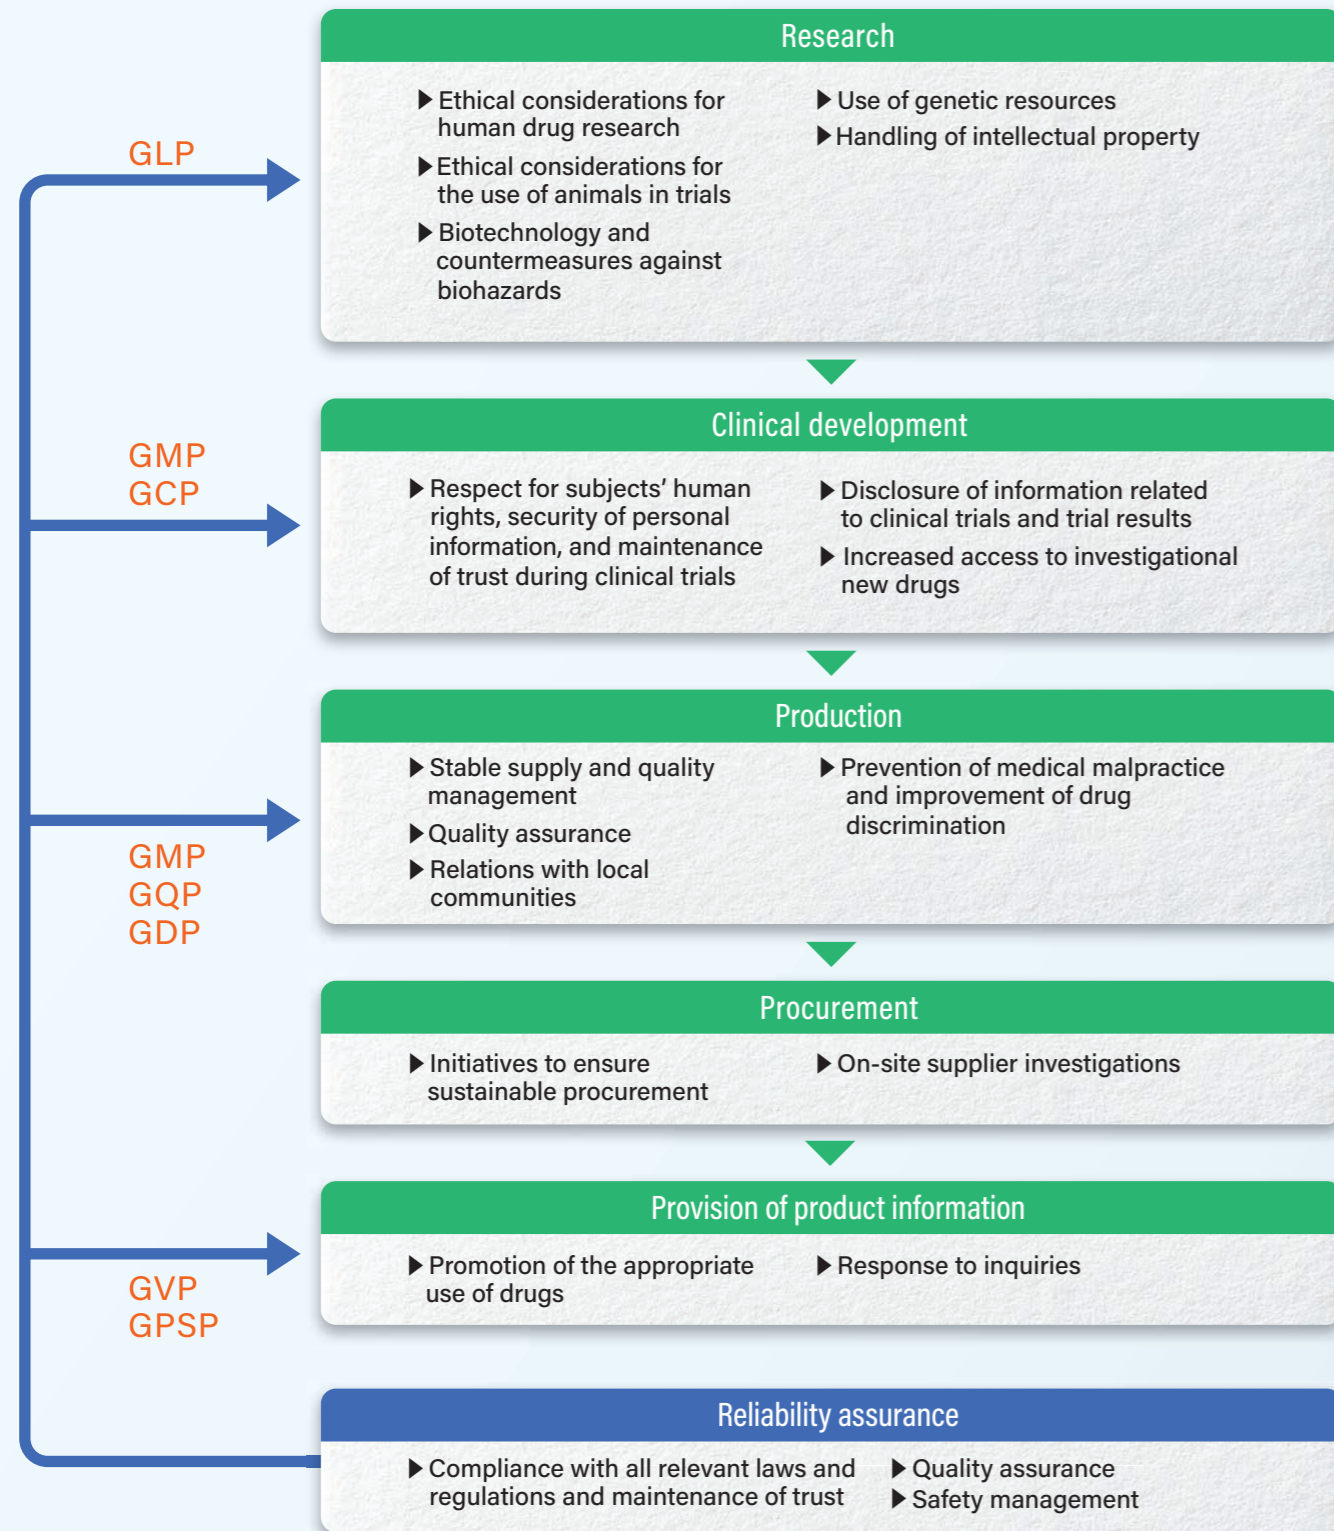 Research
GLP
▶ Ethical considerations for
human drug research
▶ Ethical considerations for
the use of animals in trials
▶ Biotechnology and
countermeasures against
biohazards
▶ Use of genetic resources
▶ Handling of intellectual property
Clinical development
GMP
GCP
▶ Respect for subjects’ human
rights, security of personal
information, and maintenance
of trust during clinical trials
▶ Disclosure of information related
to clinical trials and trial results
▶ Increased access to investigational
new drugs
Production
GMP
GQP
GDP
▶ Stable supply and quality
management
▶ Quality assurance
▶ Relations with local
communities
▶ Prevention of medical malpractice
and improvement of drug
discrimination
Procurement
▶ Initiatives to ensure
sustainable procurement
▶ On-site supplier investigations
Provision of product information
GVP
GPSP
▶ Promotion of the appropriate
use of drugs
▶ Response to inquiries
Reliability assurance
▶ Compliance with all relevant laws and
regulations and maintenance of trust
▶ Quality assurance
▶ Safety management